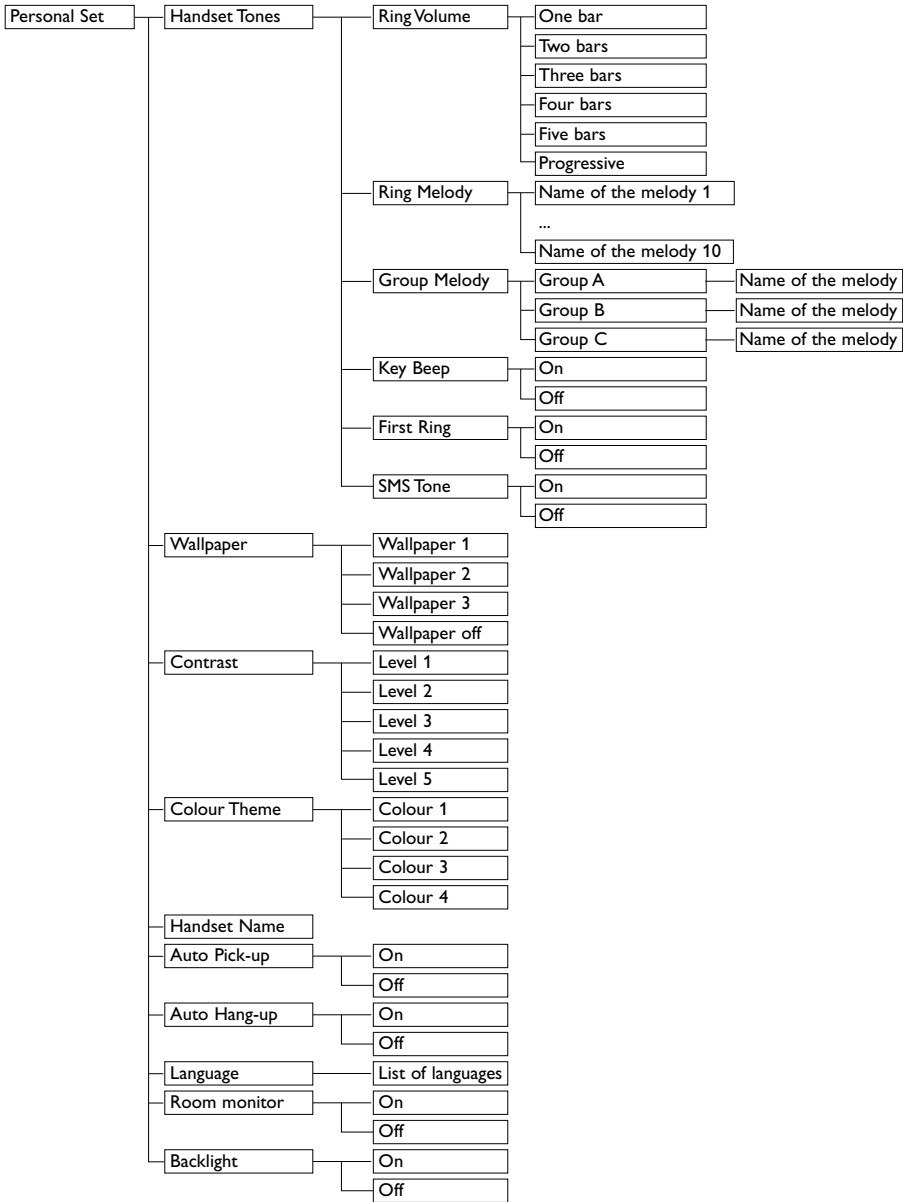 Personal Set Handset Tones Ring Volume One bar
Two bars
Three bars
Four bars
Five bars
Progressive
Ring Melody Name of the melody 1
...
Name of the melody 10
Group Melody Group A Name of the melody
Group B Name of the melody
Group C Name of the melody
Key Beep On
Off
First Ring On
Off
SMS Tone On
Off
Wallpaper Wallpaper 1
Wallpaper 2
Wallpaper 3
Wallpaper off
Contrast Level 1
Level 2
Level 3
Level 4
Level 5
Colour Theme Colour 1
Colour 2
Colour 3
Colour 4
Handset Name
Auto Pick-up On
Off
Auto Hang-up On
Off
Language List of languages
Room monitor On
Off
Backlight On
Off